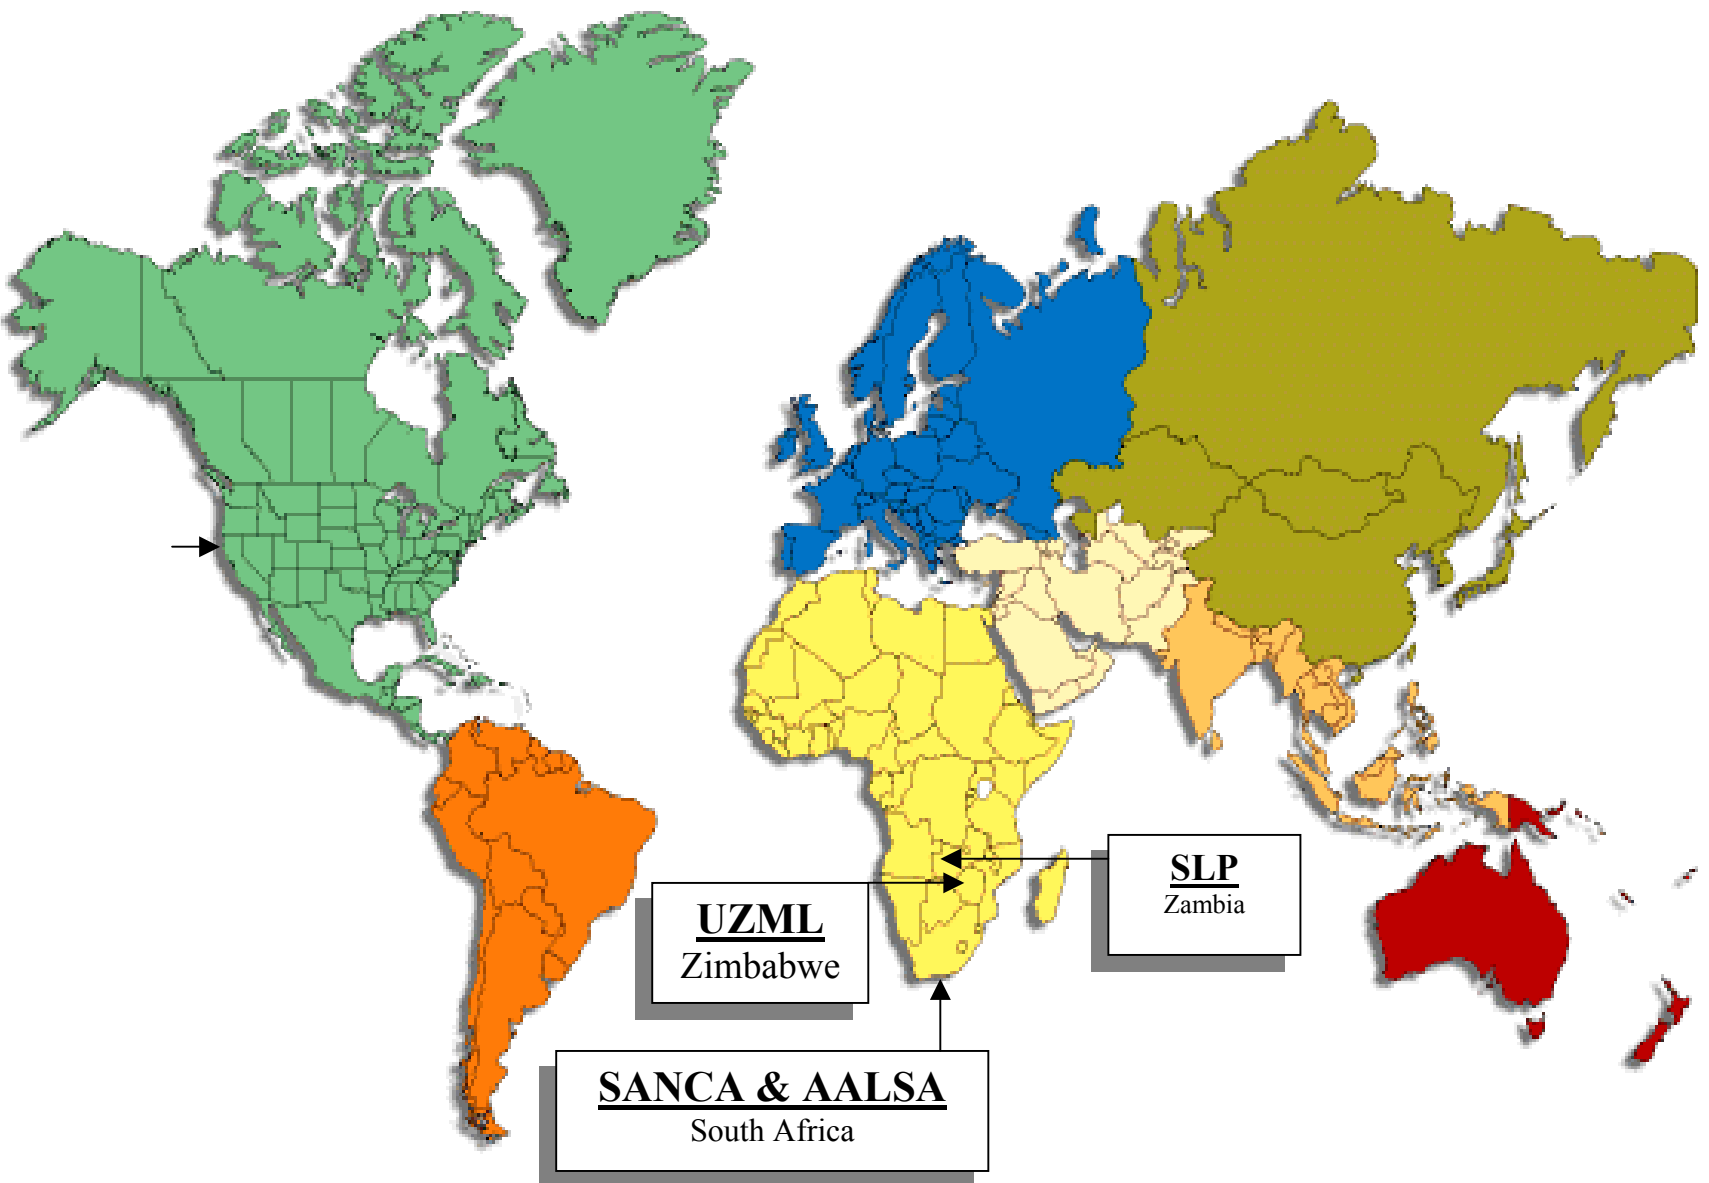 SLP
Zambia
UZML
Zimbabwe
SANCA & AALSA
South Africa